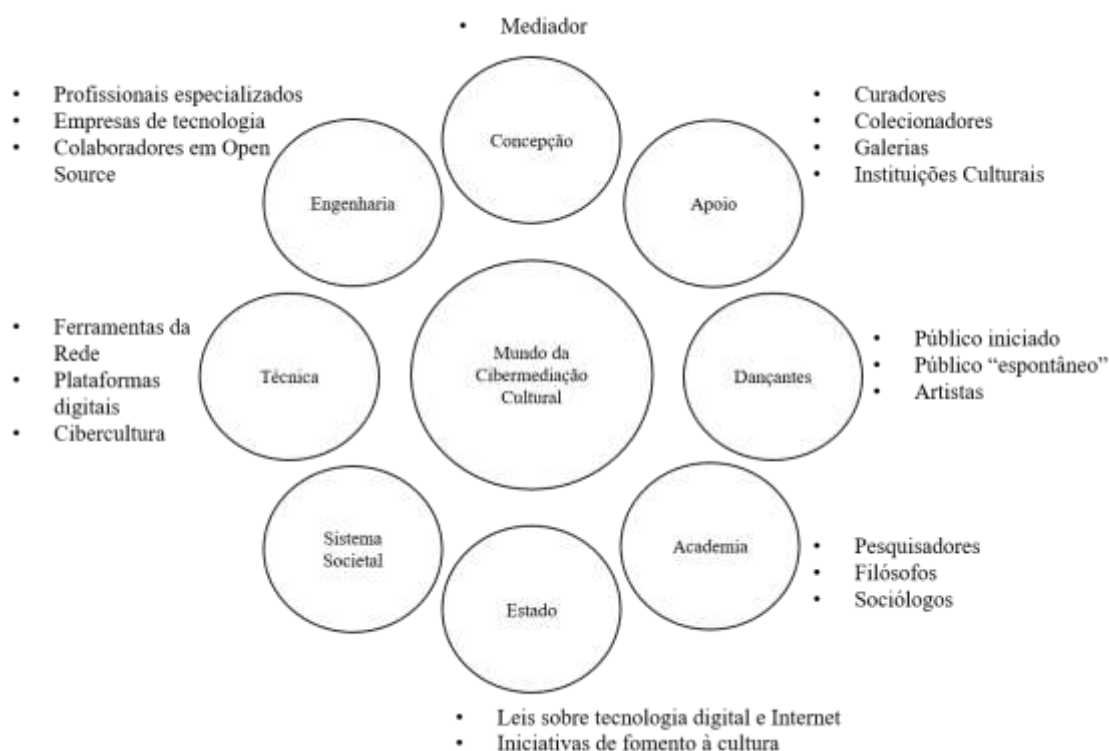 • Mediador
Concepção
• Profissionais especializados
• Empresas de tecnologia
• Colaboradores em Open
Source
Engenharia
• Curadores
• Colecionadores
• Galerias
• Instituições Culturais
Apoio
• Ferramentas da
Rede
• Plataformas
digitais
• Cibercultura
Técnica
Mundo da
Cibermediação
Cultural
Dançantes
• Público iniciado
• Público “espontâneo”
• Artistas
Sistema
Societal
Estado
Academia
• Pesquisadores
• Filósofos
• Sociólogos
• Leis sobre tecnologia digital e Internet
• Iniciativas de fomento à cultura